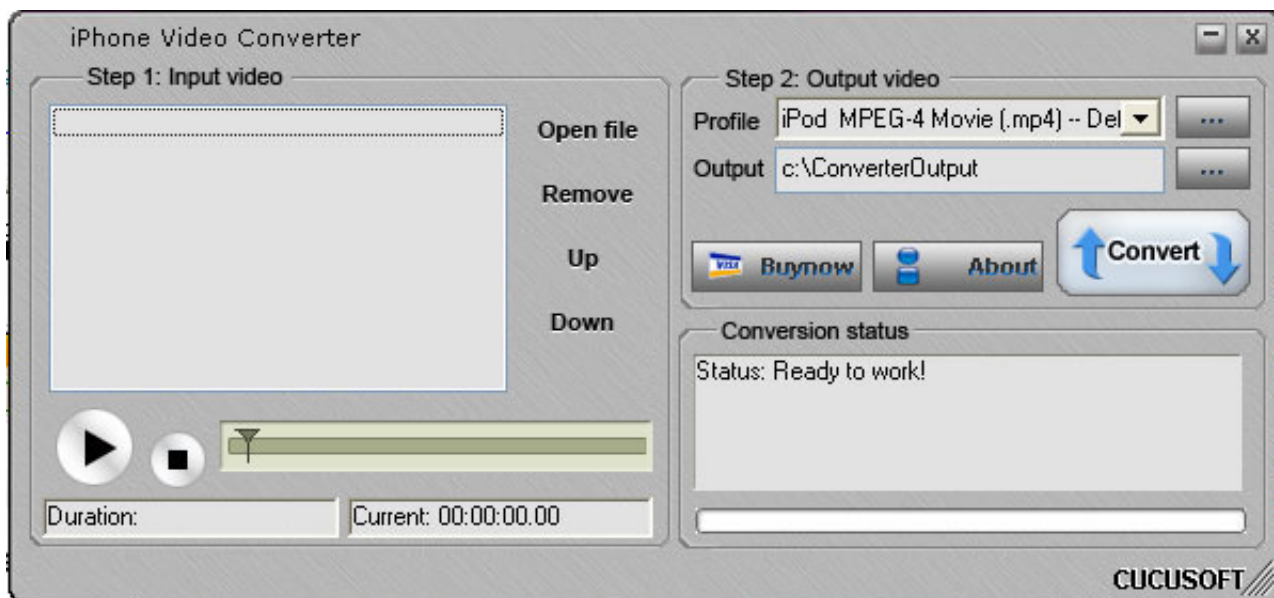 iPhone Video Converter
Step 1: Input video
Open file
Remove
Up
Down
Duration:
Current: 00:00:00.00
Step 2: Output video
Profile iPod MPEG-4 Movie (.mp4) -- Del ...
Output c:\ConverterOutput ...
VISA Buynow About Convert
Conversion status
Status: Ready to work!
CUCUSOFT